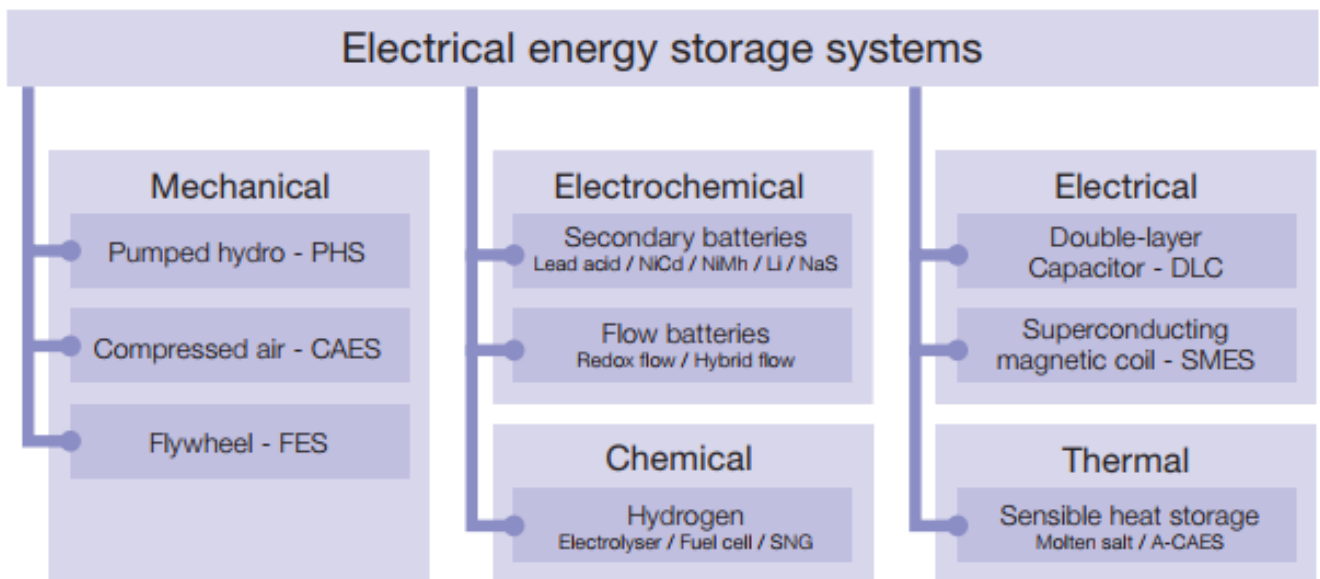 Electrical energy storage systems
Mechanical
Pumped hydro - PHS
Compressed air - CAES
Flywheel - FES
Electrochemical
Secondary batteries
Lead acid / NiCd / NiMh / Li / NaS
Flow batteries
Redox flow / Hybrid flow
Chemical
Hydrogen
Electrolyser / Fuel cell / SNG
Electrical
Double-layer
Capacitor - DLC
Superconducting
magnetic coil - SMES
Thermal
Sensible heat storage
Molten salt / A-CAES